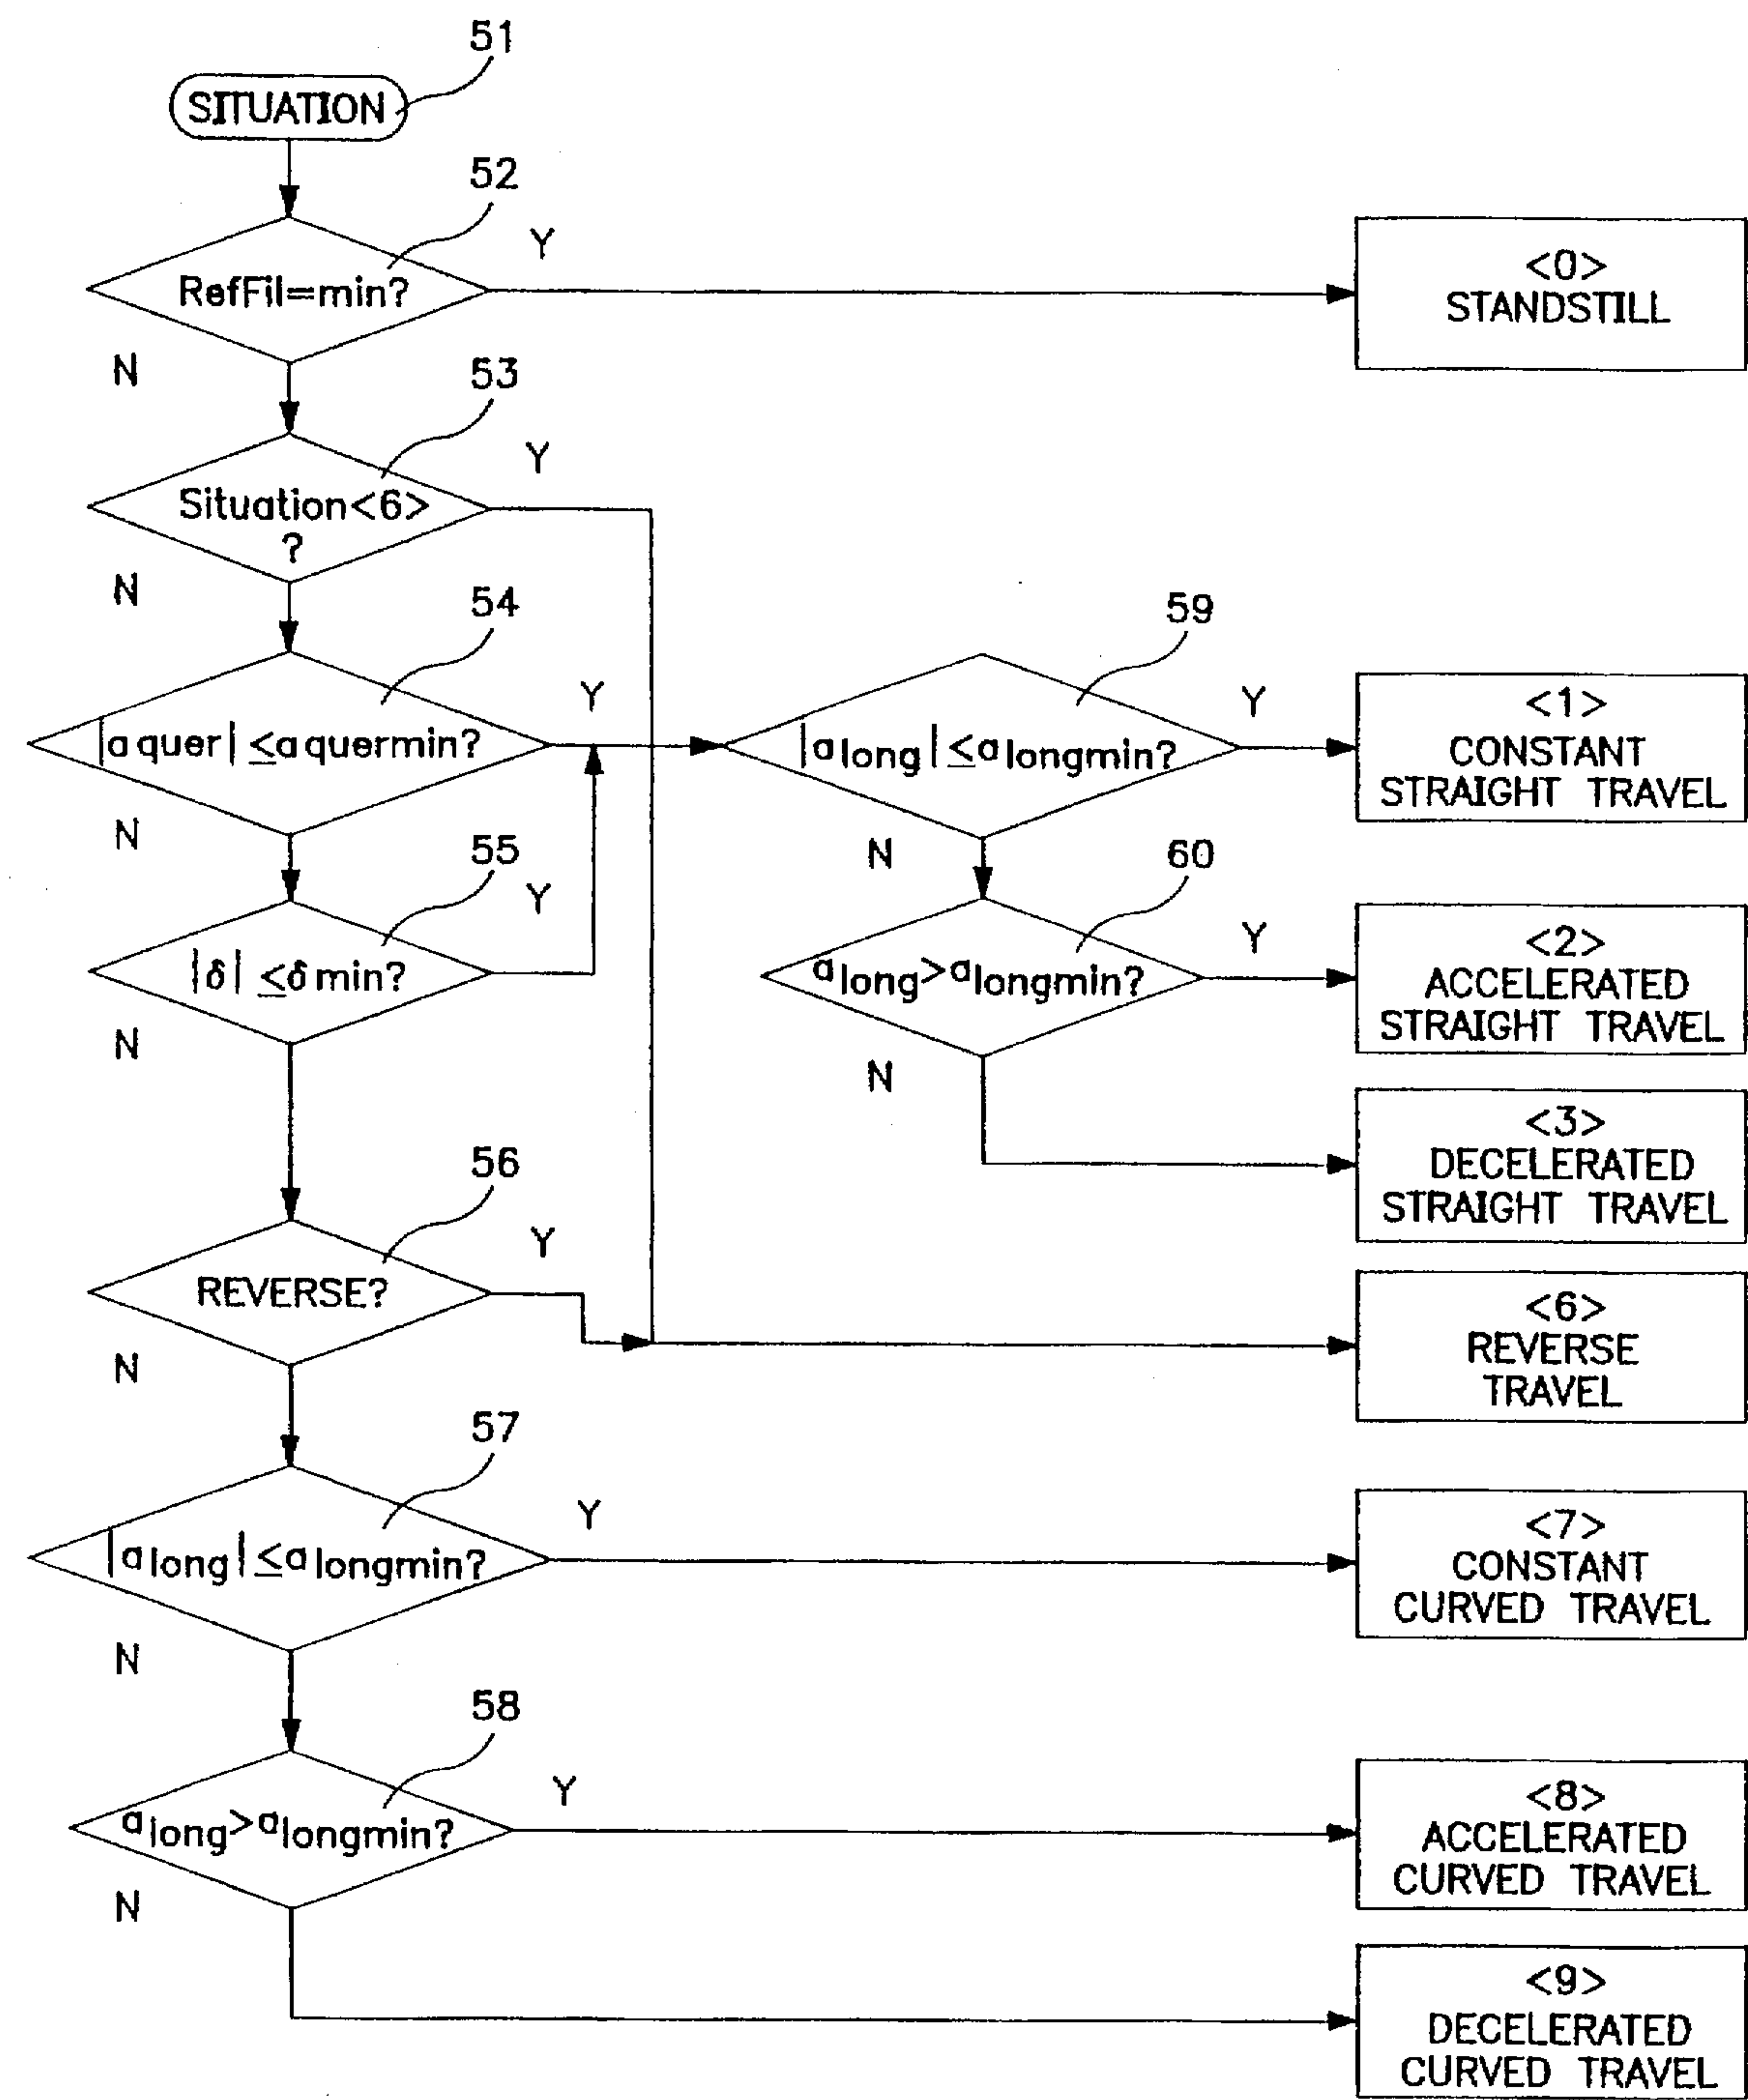 51
SITUATION
52
RefFil=min?
Y
N
<0>
STANDSTILL
53
Situation<6>
?
Y
N
54
|a quer| ≤a quermin?
Y
N
59
|a long| ≤a longmin?
Y
N
<1>
CONSTANT
STRAIGHT TRAVEL
55
|δ| ≤δ min?
Y
N
60
a long>a longmin?
Y
N
<2>
ACCELERATED
STRAIGHT TRAVEL
<3>
DECELERATED
STRAIGHT TRAVEL
56
REVERSE?
Y
N
<6>
REVERSE
TRAVEL
57
|a long| ≤a longmin?
Y
N
<7>
CONSTANT
CURVED TRAVEL
58
a long>a longmin?
Y
N
<8>
ACCELERATED
CURVED TRAVEL
<9>
DECELERATED
CURVED TRAVEL